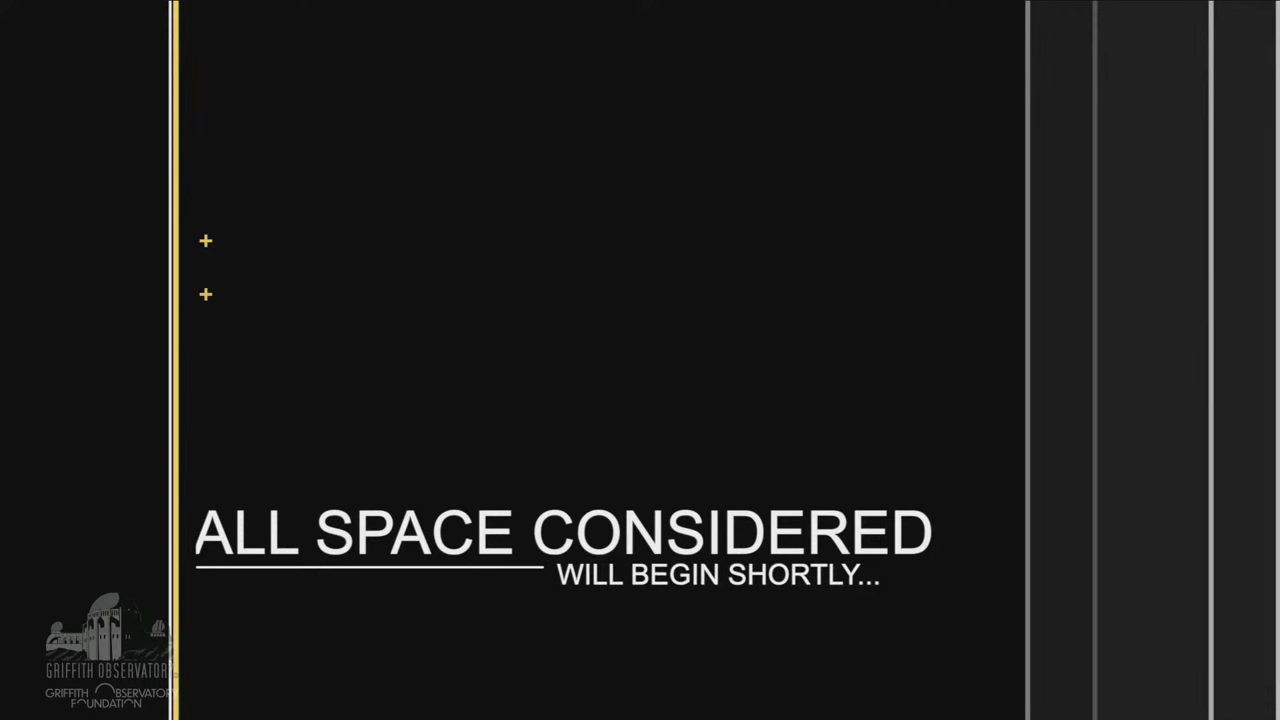 +
+
ALL SPACE CONSIDERED
WILL BEGIN SHORTLY...
GRIFFITH OBSERVATORY
GRIFFITH OBSERVATORY
FOUNDATION